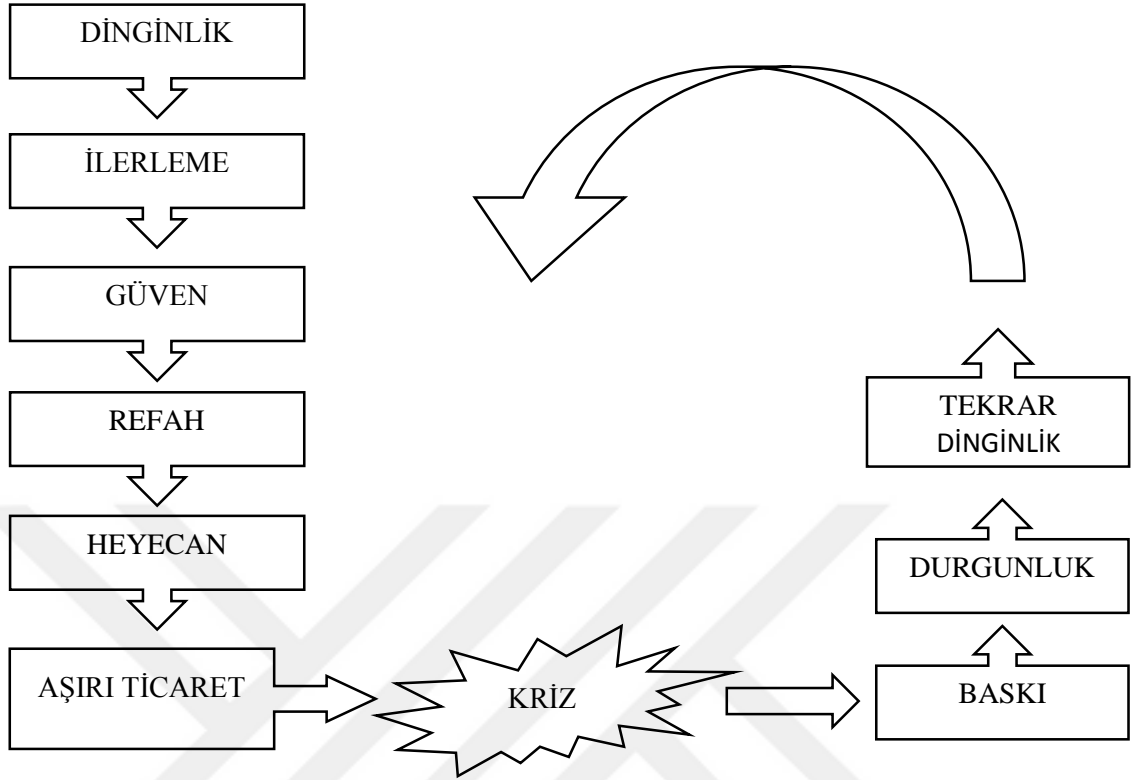 DİNGİNLİK
İLERLEME
GÜVEN
REFAH
HEYECAN
AŞIRI TİCARET
KRİZ
BASKI
DURGUNLUK
TEKRAR
DİNGİNLİK